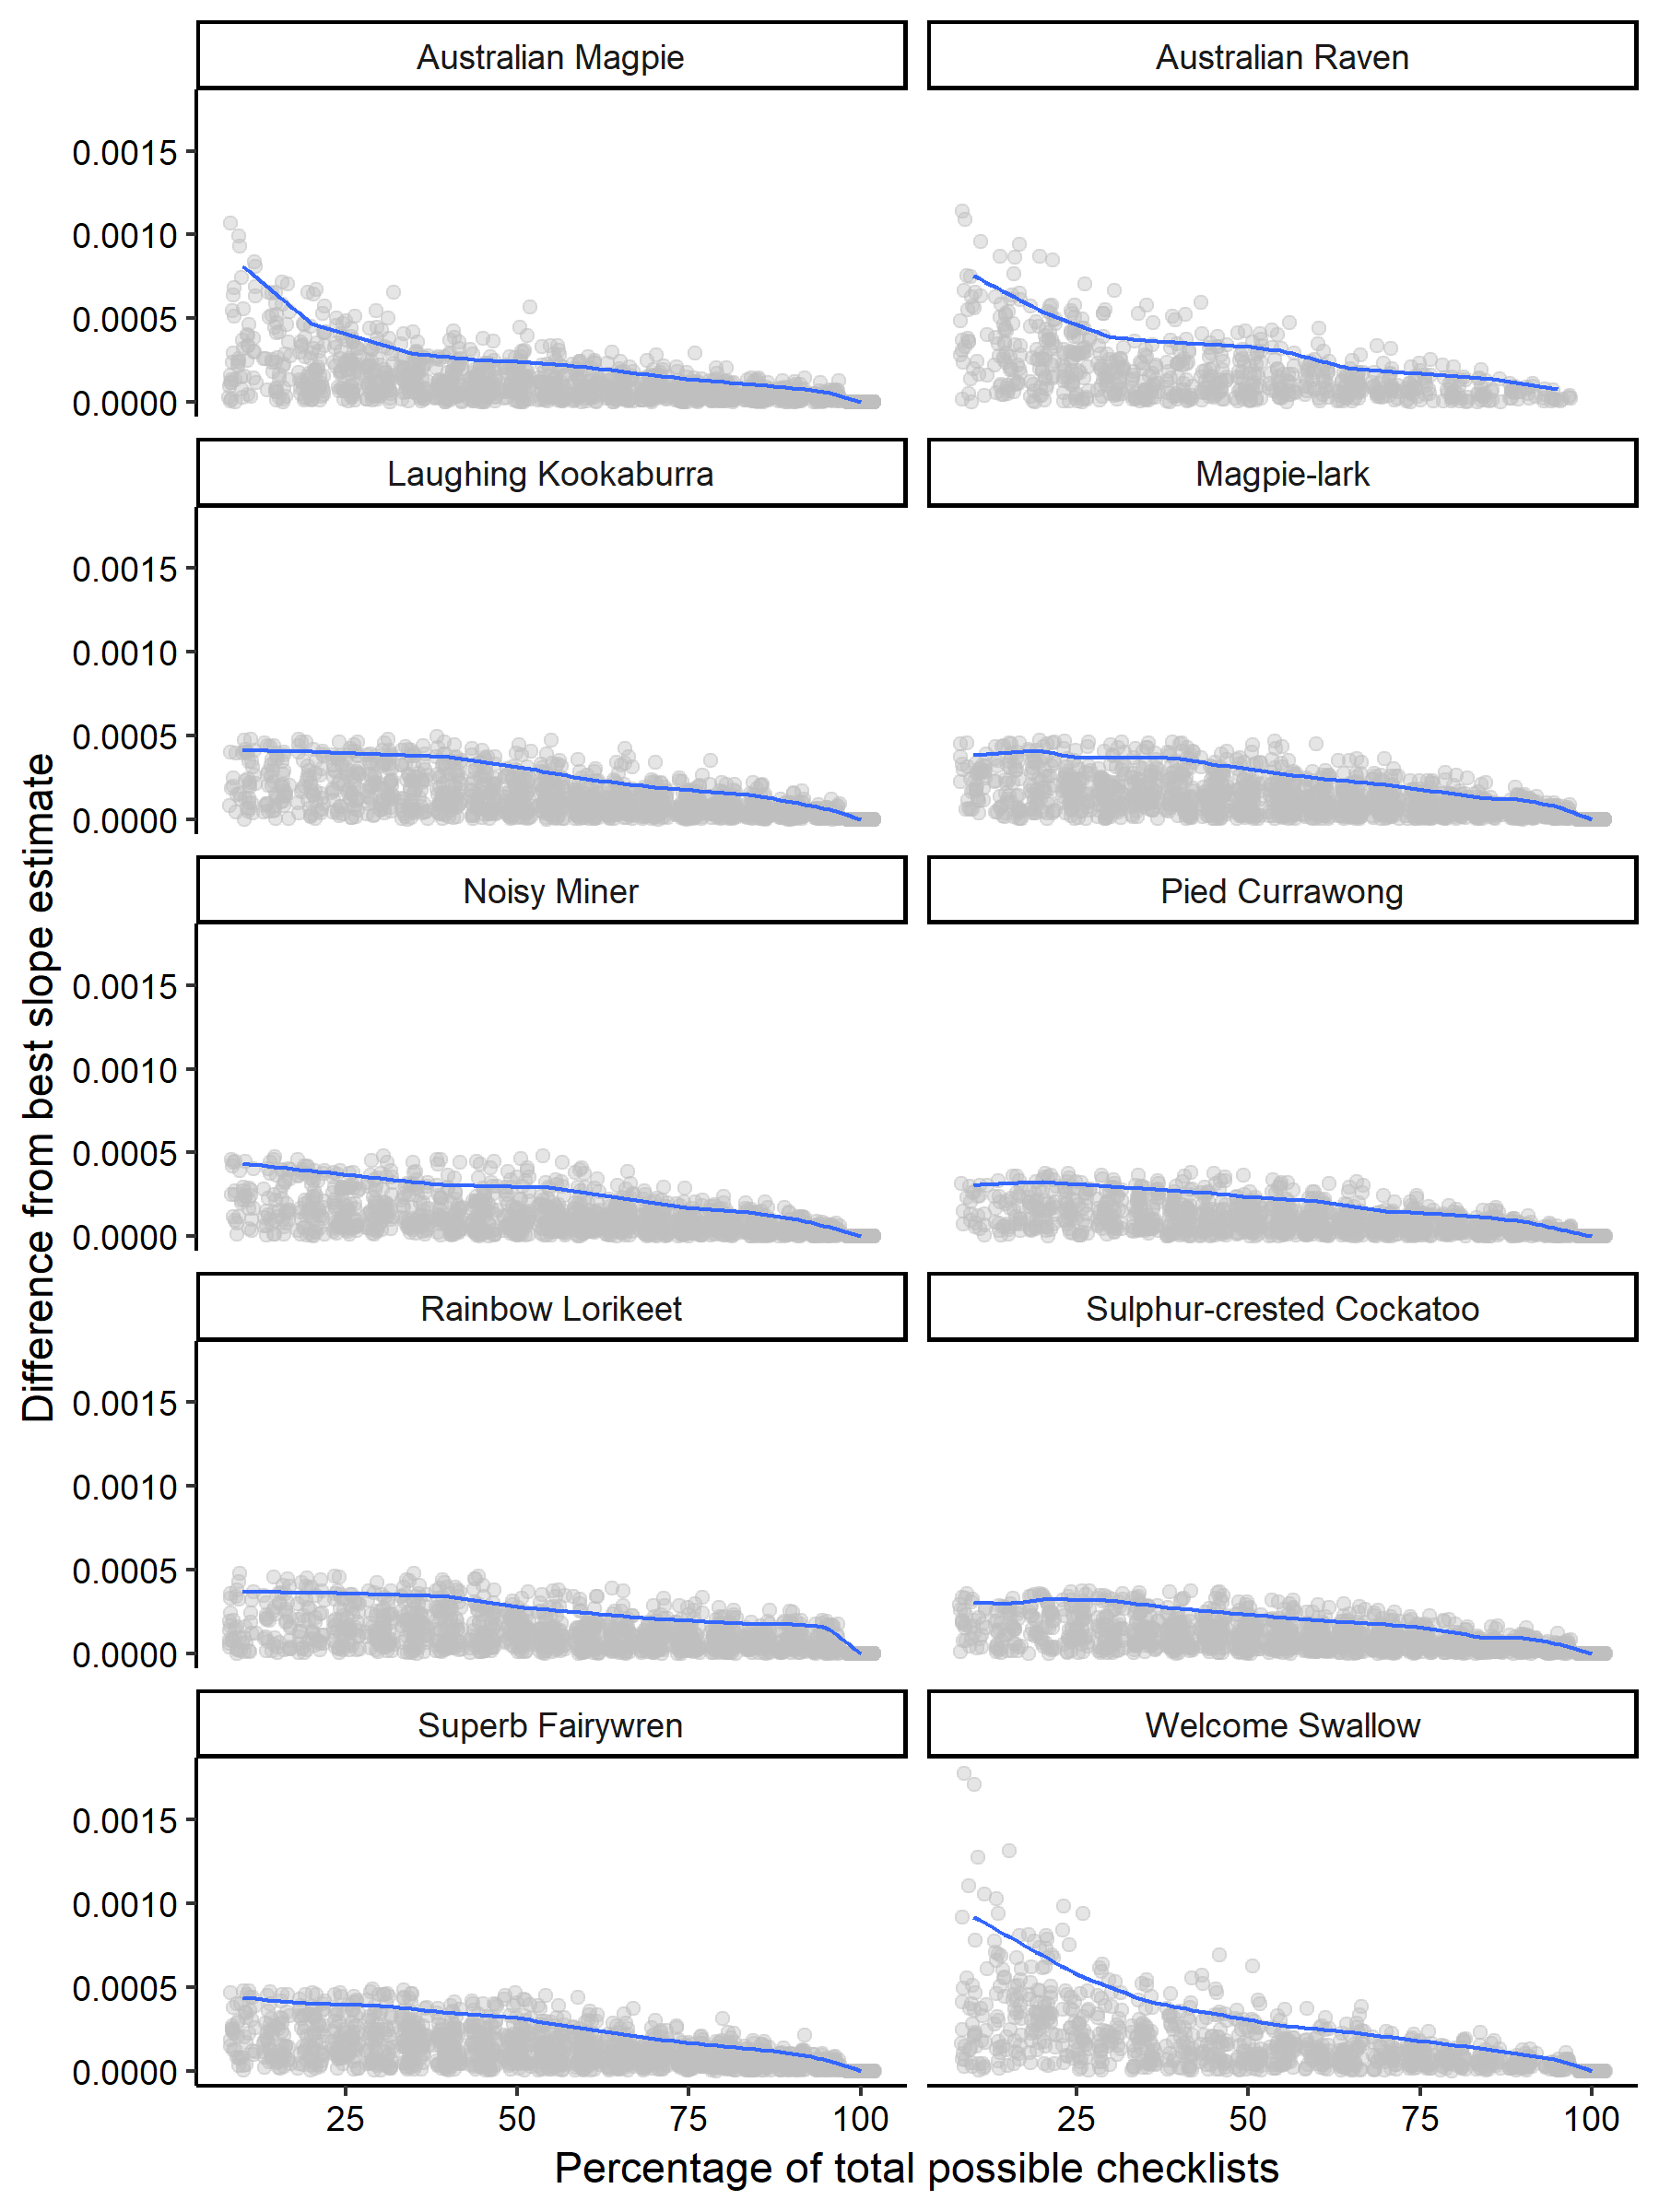 Australian Magpie
Australian Raven
0.0015
0.0010
0.0005
0.0000
Laughing Kookaburra
Magpie-lark
0.0015
0.0010
0.0005
0.0000
Noisy Miner
Pied Currawong
0.0015
0.0010
0.0005
0.0000
Rainbow Lorikeet
Sulphur-crested Cockatoo
0.0015
0.0010
0.0005
0.0000
Superb Fairywren
Welcome Swallow
0.0015
0.0010
0.0005
0.0000
25 50 75 100
25 50 75 100
Percentage of total possible checklists
Difference from best slope estimate